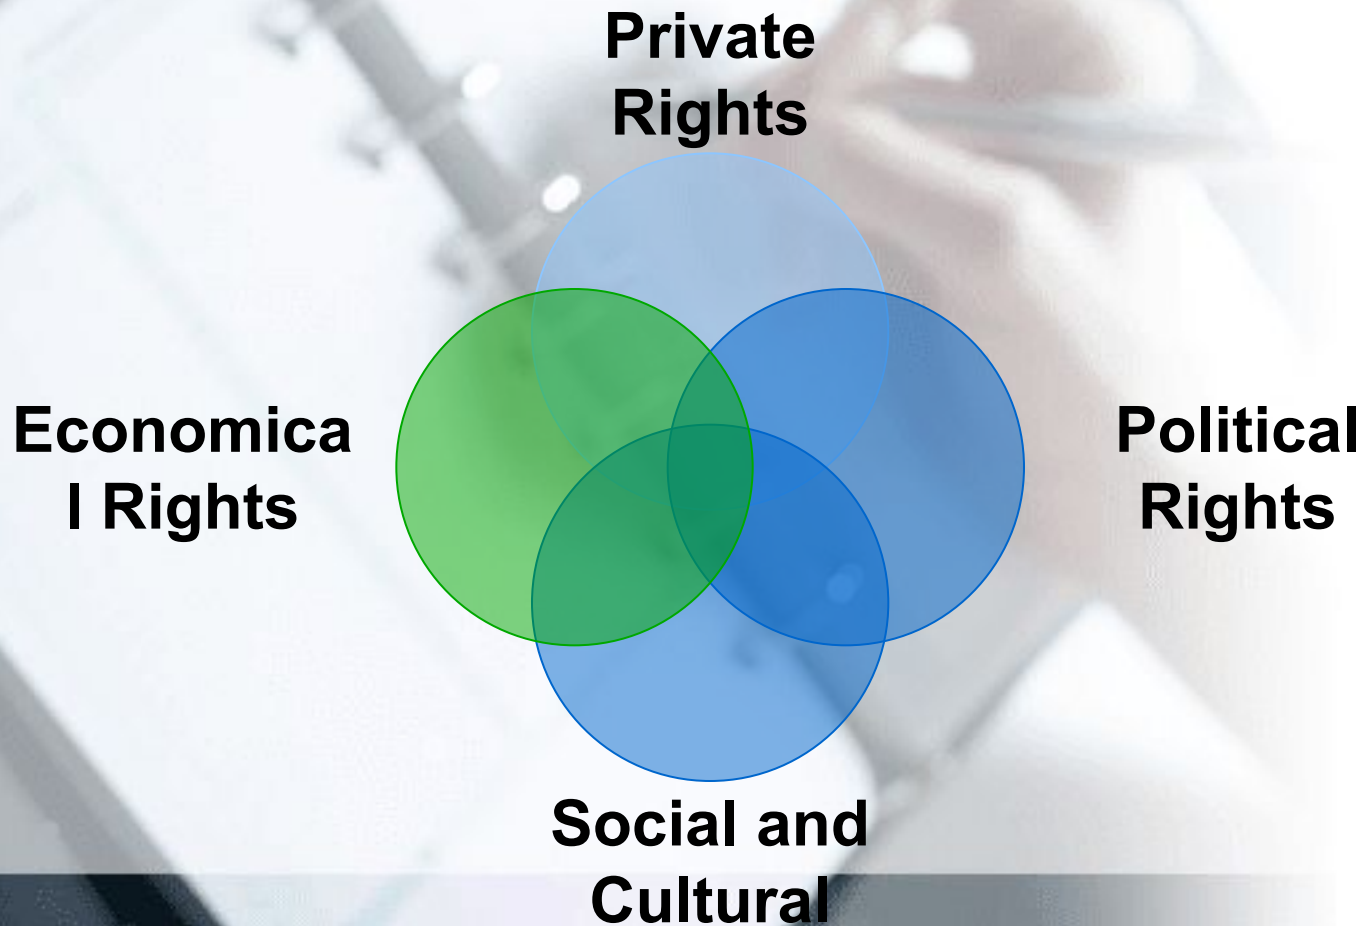 Private
Rights
Economica
l Rights
Political
Rights
Social and
Cultural